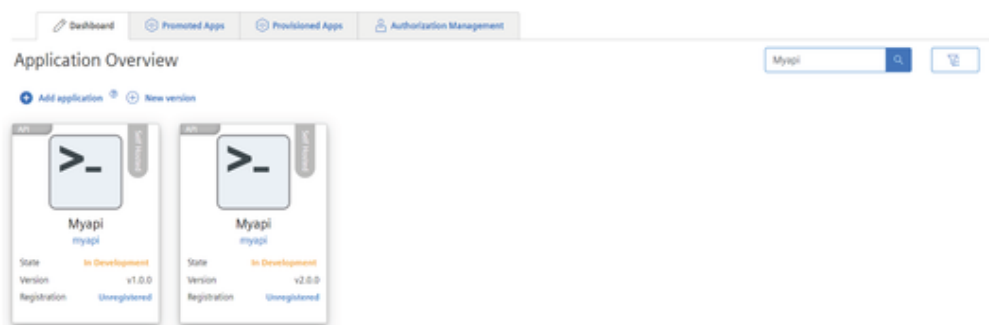 Dashboard
Promoted Apps
Provisioned Apps
Authorization Management
Application Overview
Myapi
Add application
New version
API
Self Hosted
Myapi
myapi
State In Development
Version v1.0.0
Registration Unregistered
API
Self Hosted
Myapi
myapi
State In Development
Version v2.0.0
Registration Unregistered